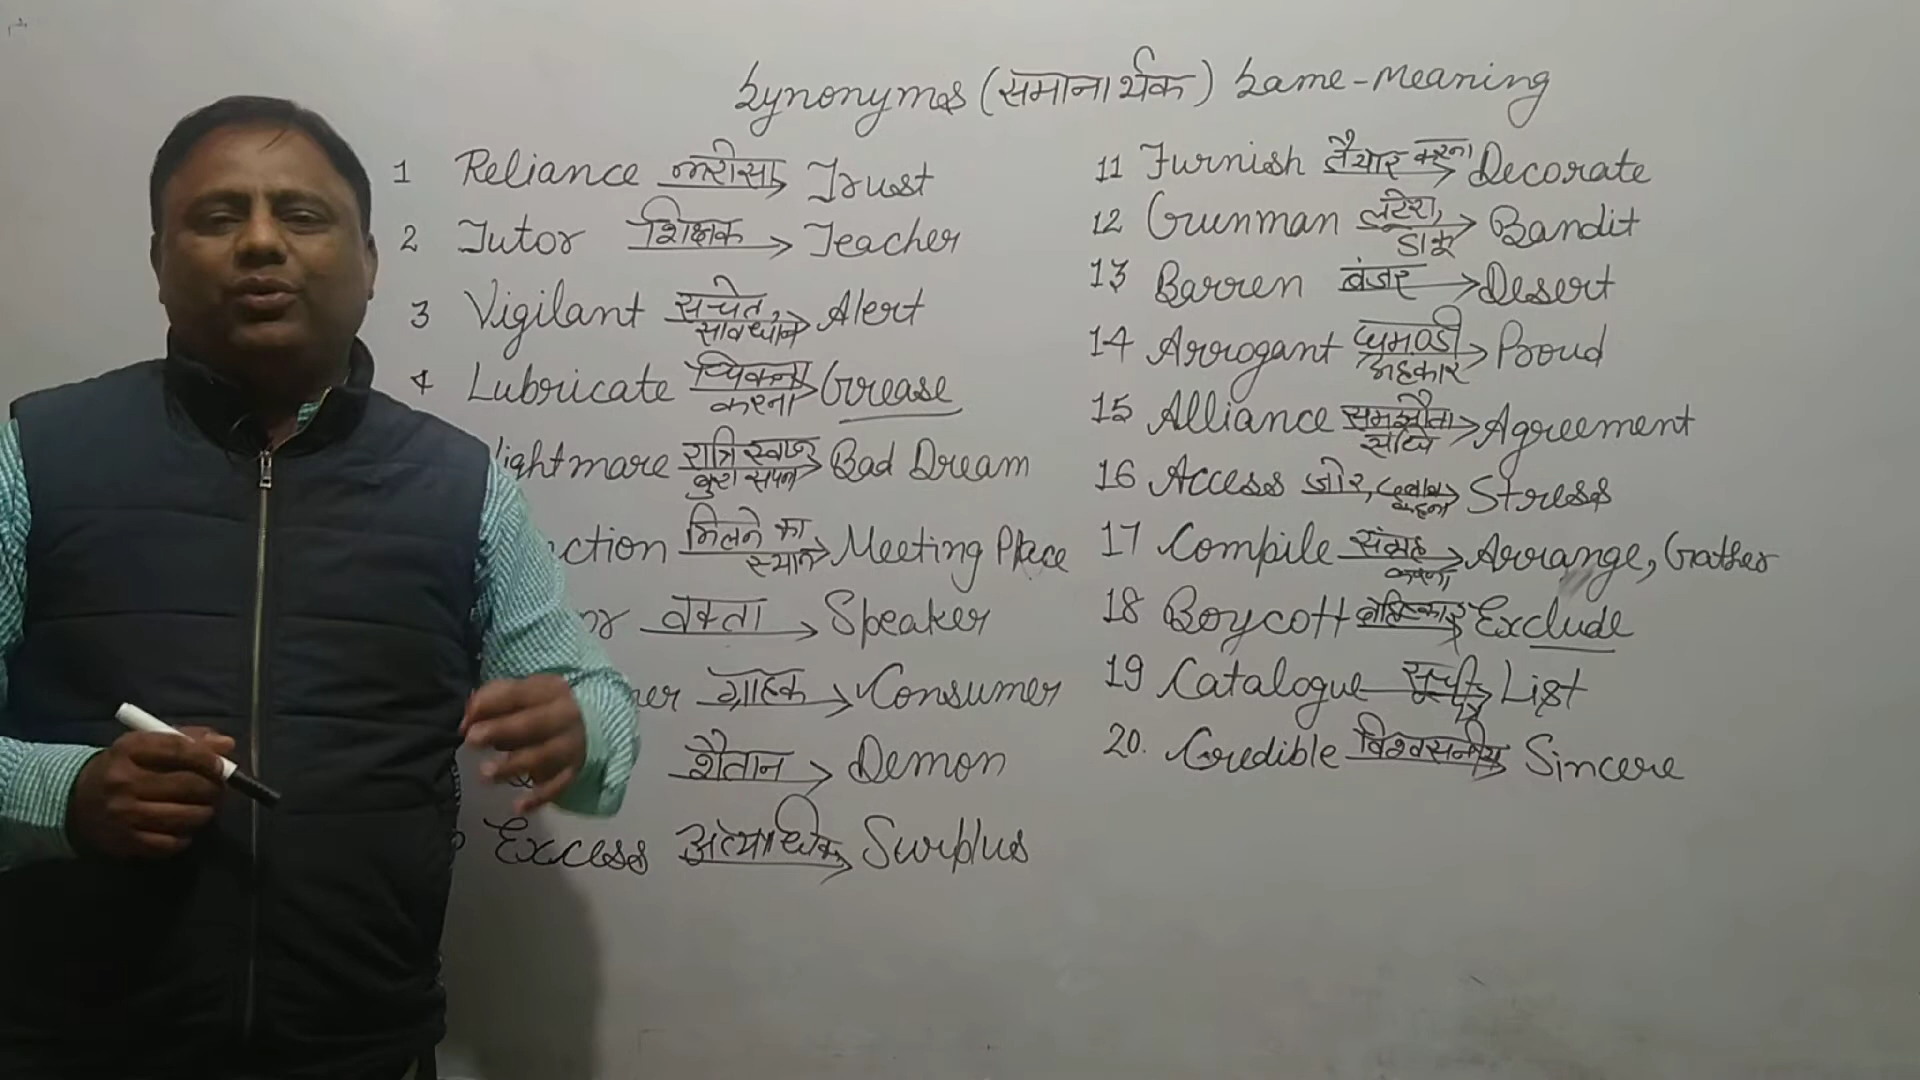 Synonyms (समानार्थक) Same-Meaning
1 Reliance भरोसा Trust
2 Tutor शिक्षक Teacher
3 Vigilant सचेत, सावधान Alert
4 Lubricate चिकना करना Grease
ightmare रात्रि स्वप्न बुरा सपना Bad Dream
ction मिलने का स्थान Meeting Place
or वक्ता Speaker
mer ग्राहक Consumer
शैतान Demon
Excess अत्याधिक Surplus
11 Furnish तैयार करना Decorate
12 Gunman लुटेरा, डाकू Bandit
13 Barren बंजर Desert
14 Arrogant घमण्डी अहंकार Proud
15 Alliance समझौता संधि Agreement
16 Access जोर, Stress
17 Compile संग्रह करना Arrange, Gather
18 Boycott बहिष्कार Exclude
19 Catalogue सूची पत्र List
20. Credible विश्वसनीय Sincere